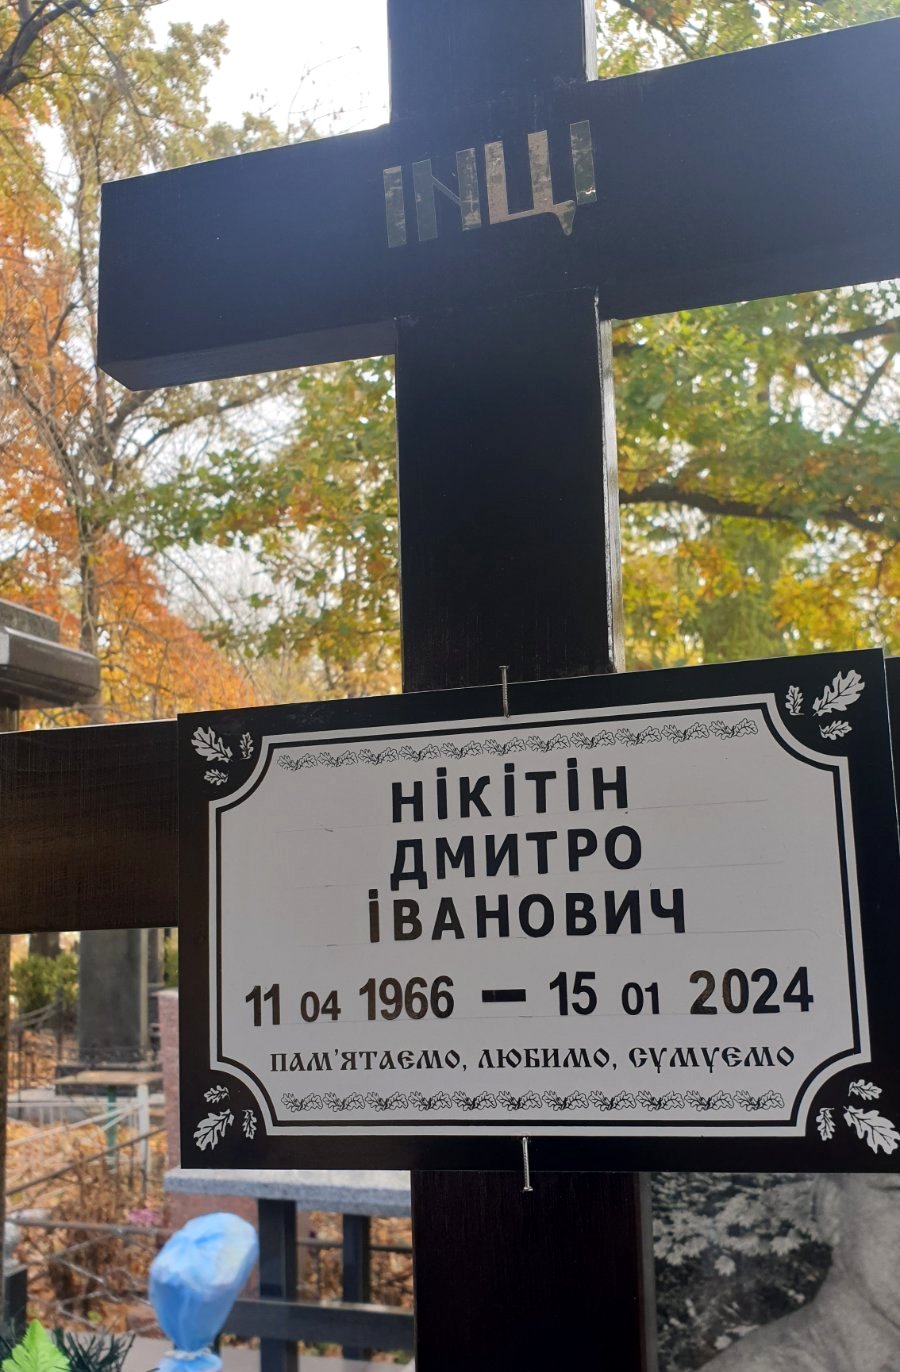 ІНЦІ
НІКІТІН
ДМИТРО
ІВАНОВИЧ
11 04 1966 – 15 01 2024
ПАМ'ЯТАЄМО, ЛЮБИМО, СУМУЄМО